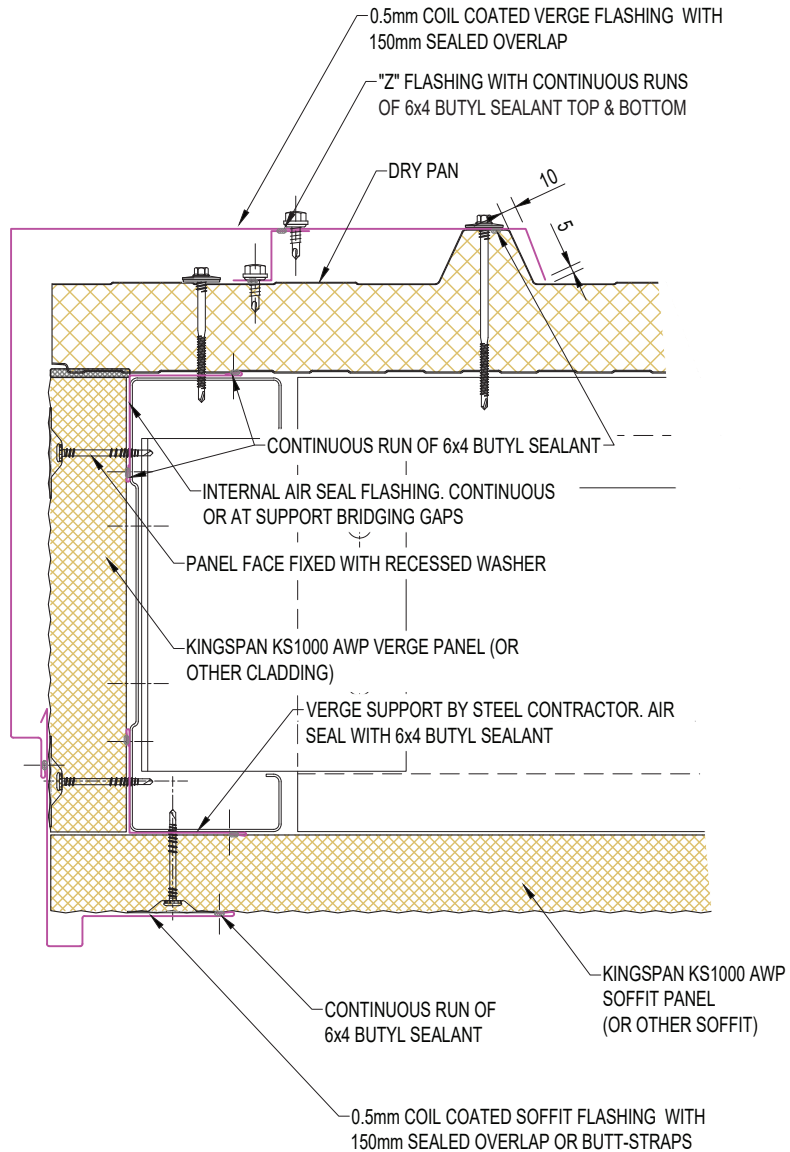 0.5mm COIL COATED VERGE FLASHING WITH
150mm SEALED OVERLAP
"Z" FLASHING WITH CONTINUOUS RUNS
OF 6x4 BUTYL SEALANT TOP & BOTTOM
DRY PAN
10
5
CONTINUOUS RUN OF 6x4 BUTYL SEALANT
INTERNAL AIR SEAL FLASHING. CONTINUOUS
OR AT SUPPORT BRIDGING GAPS
PANEL FACE FIXED WITH RECESSED WASHER
KINGSPAN KS1000 AWP VERGE PANEL (OR
OTHER CLADDING)
VERGE SUPPORT BY STEEL CONTRACTOR. AIR
SEAL WITH 6x4 BUTYL SEALANT
KINGSPAN KS1000 AWP
SOFFIT PANEL
(OR OTHER SOFFIT)
CONTINUOUS RUN OF
6x4 BUTYL SEALANT
0.5mm COIL COATED SOFFIT FLASHING WITH
150mm SEALED OVERLAP OR BUTT-STRAPS